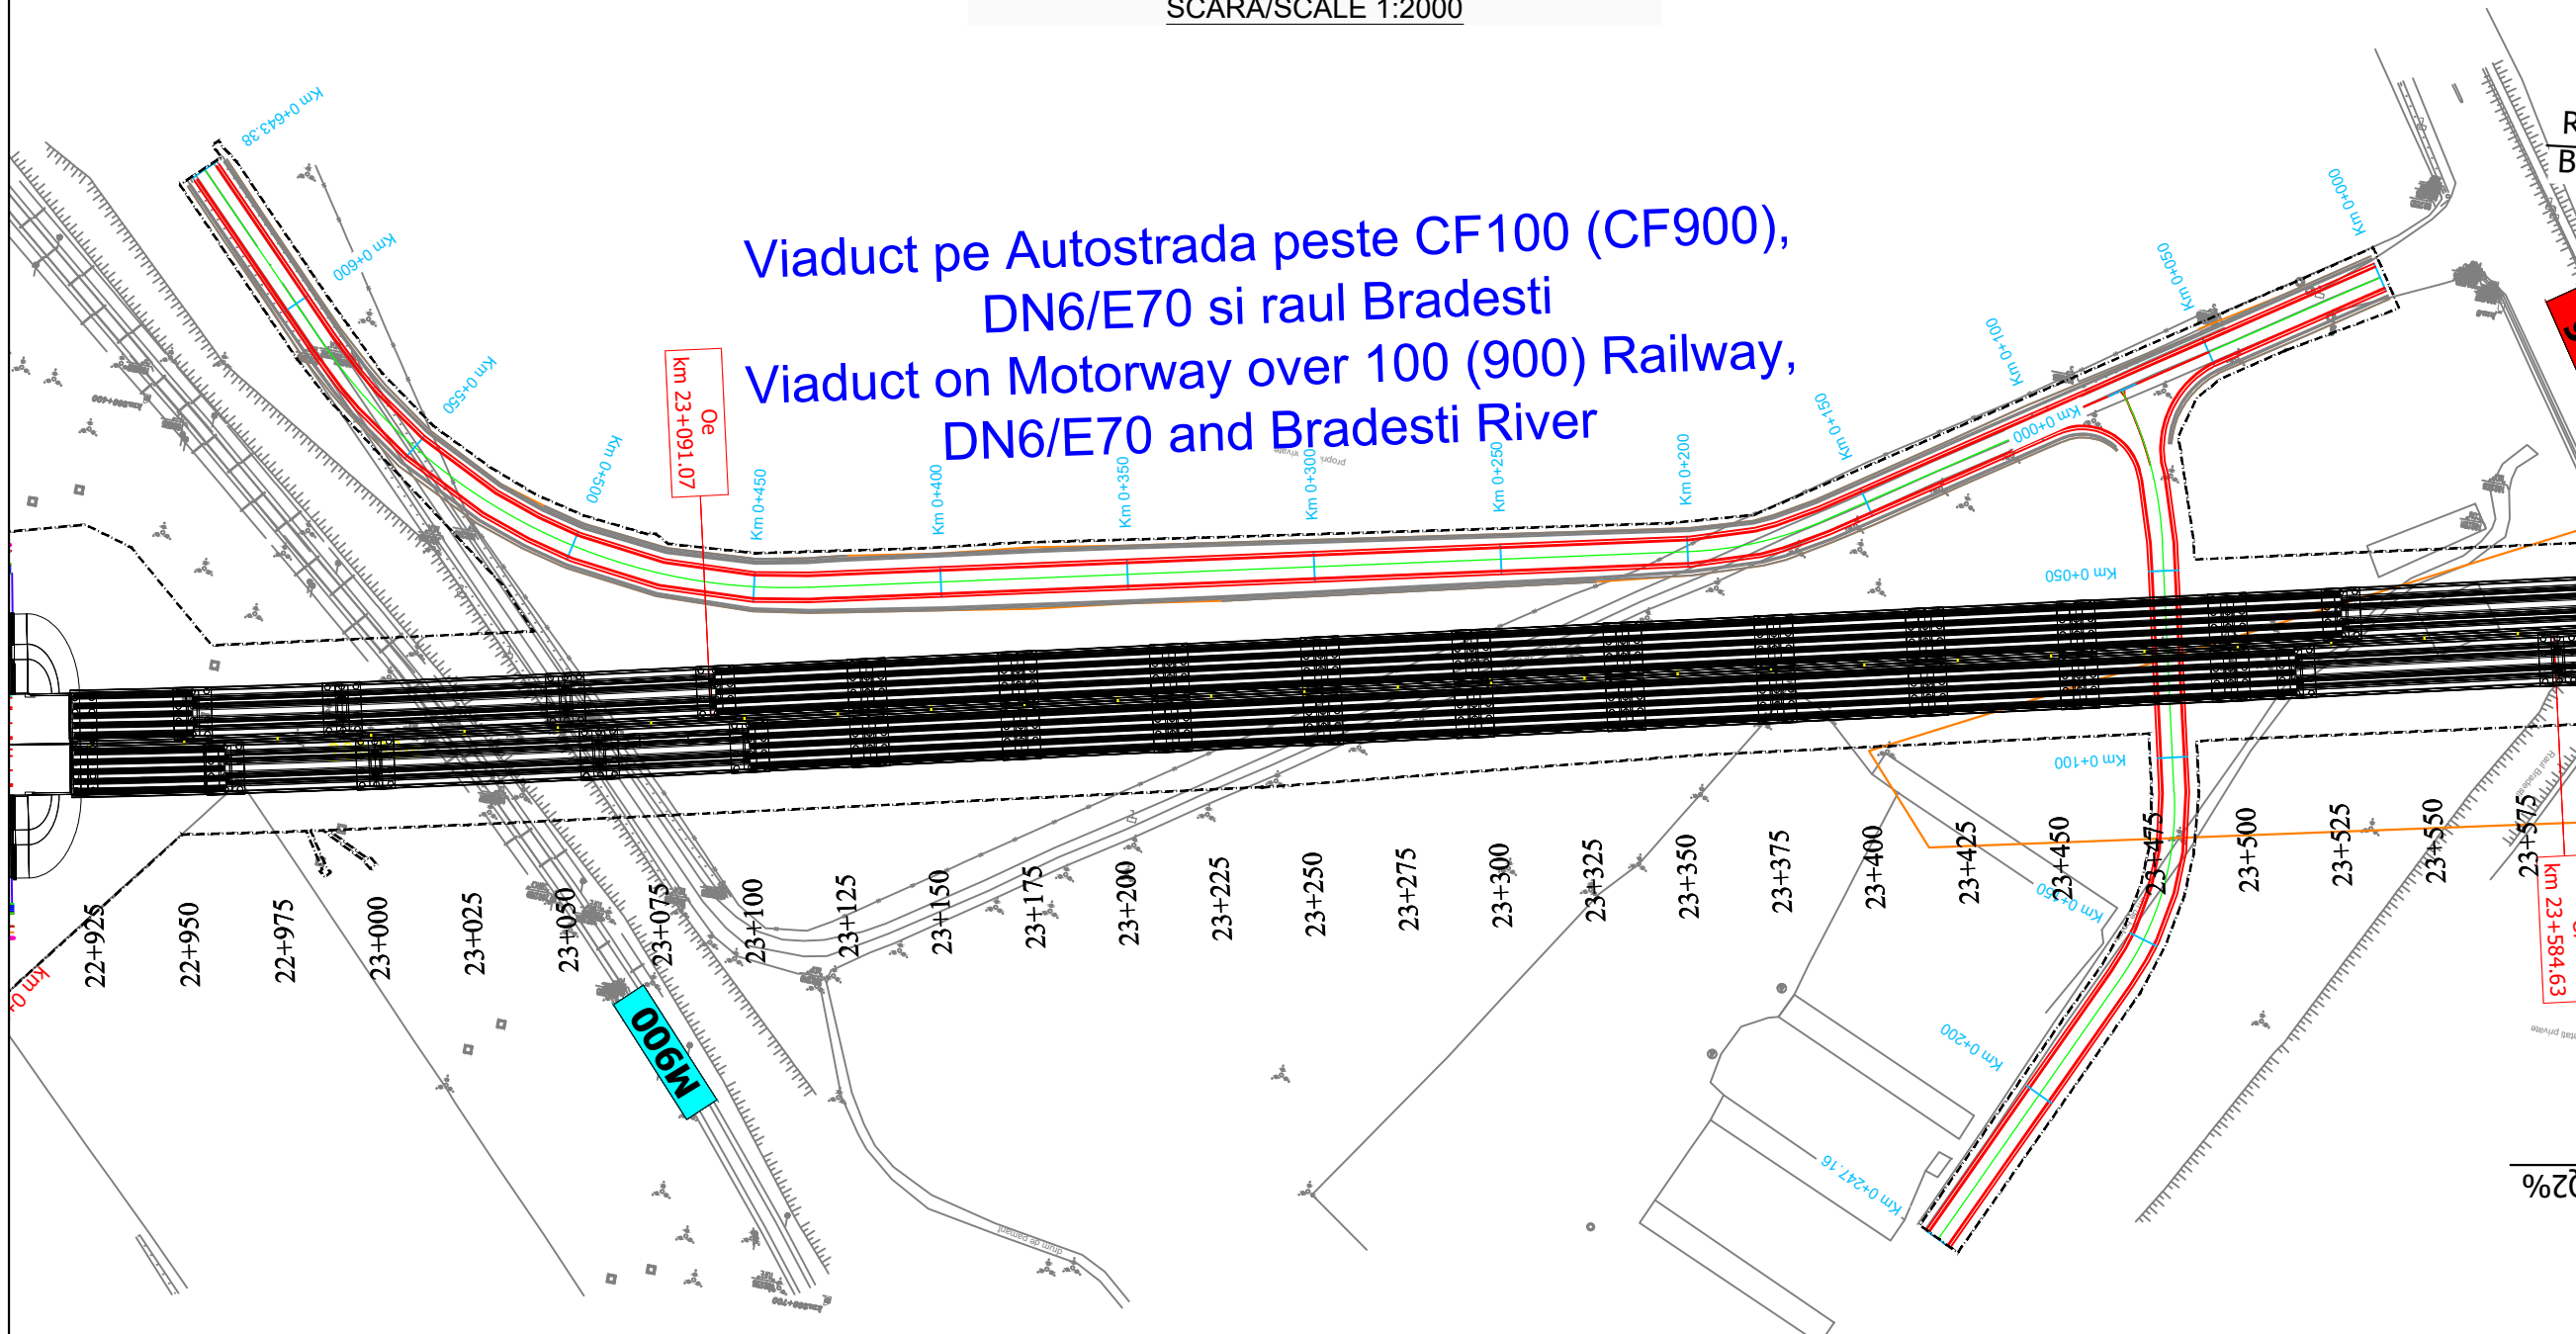 SCARA/SCALE 1:2000
Viaduct pe Autostrada peste CF100 (CF900),
DN6/E70 si raul Bradesti
Viaduct on Motorway over 100 (900) Railway,
DN6/E70 and Bradesti River
Km 0+643.38
Km 0+600
Km 0+550
Km 0+500
Km 0+450
Km 0+400
Km 0+350
Km 0+300
Km 0+250
Km 0+200
Km 0+150
Km 0+100
Km 0+050
Km 0+000
Oe
km 23+091.07
Km 0+000
Km 0+050
Km 0+100
Km 0+150
Km 0+200
Km 0+247.16
22+925
22+950
22+975
23+000
23+025
23+050
23+075
23+100
23+125
23+150
23+175
23+200
23+225
23+250
23+275
23+300
23+325
23+350
23+375
23+400
23+425
23+450
23+475
23+500
23+525
23+550
23+575
km 23+584.63
M900
drum de pamant